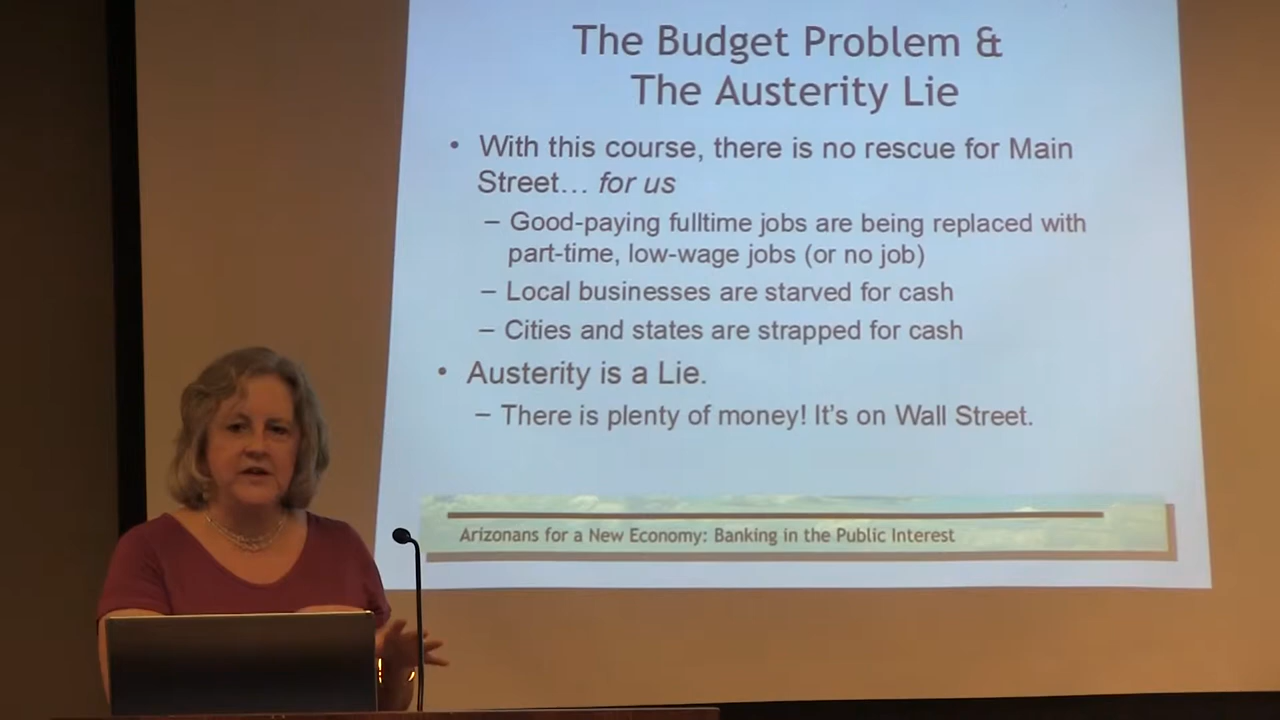 The Budget Problem &
The Austerity Lie
• With this course, there is no rescue for Main
Street… for us
– Good-paying fulltime jobs are being replaced with
part-time, low-wage jobs (or no job)
– Local businesses are starved for cash
– Cities and states are strapped for cash
• Austerity is a Lie.
– There is plenty of money! It's on Wall Street.
Arizonans for a New Economy: Banking in the Public Interest